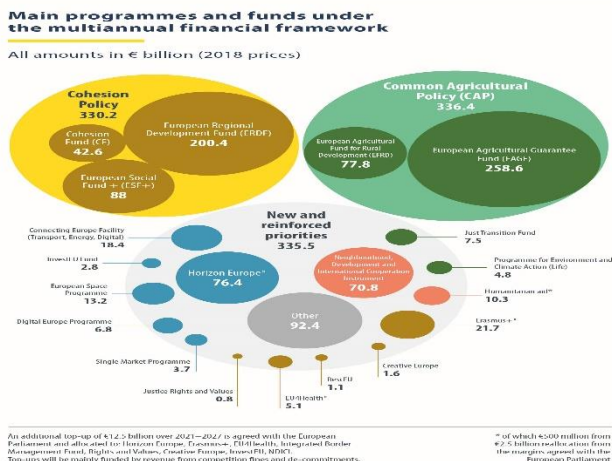 Main programmes and funds under
the multiannual financial framework
All amounts in € billion (2018 prices)
Cohesion
Policy
330.2
European Regional
Development Fund (ERDF)
200.4
Cohesion
Fund (CF)
42.6
European Social
Fund + (ESF+)
88
Common Agricultural
Policy (CAP)
336.4
European Agricultural
Fund for Rural
Development (EFRD)
77.8
European Agricultural Guarantee
Fund (EAGF)
258.6
New and
reinforced
priorities
335.5
Connecting Europe Facility
(Transport, Energy, Digital)
18.4
InvestEU Fund
2.8
European Space
Programme
13.2
Digital Europe Programme
6.8
Single Market Programme
3.7
Horizon Europe*
76.4
Neighbourhood,
Development and
International Cooperation
Instrument
70.8
Other
92.4
Justice Rights and Values
0.8
EU4Health*
5.1
1.1
Creative Europe
1.6
Just Transition Fund
7.5
Programme for Environment and
Climate Action (Life)
4.8
Humanitarian aid*
10.3
Erasmus+*
21.7
An additional top-up of €12.5 billion over 2021–2027 is agreed with the European
Parliament and allocated to: Horizon Europe, Erasmus+, EU4Health, Integrated Border
Management Fund, Rights and Values, Creative Europe, InvestEU, NDICI.
Top-ups will be mainly funded by revenue from competition fines and de-commitments.
* of which €500 million from
€2.5 billion reallocation from
the margins agreed with the
European Parliament